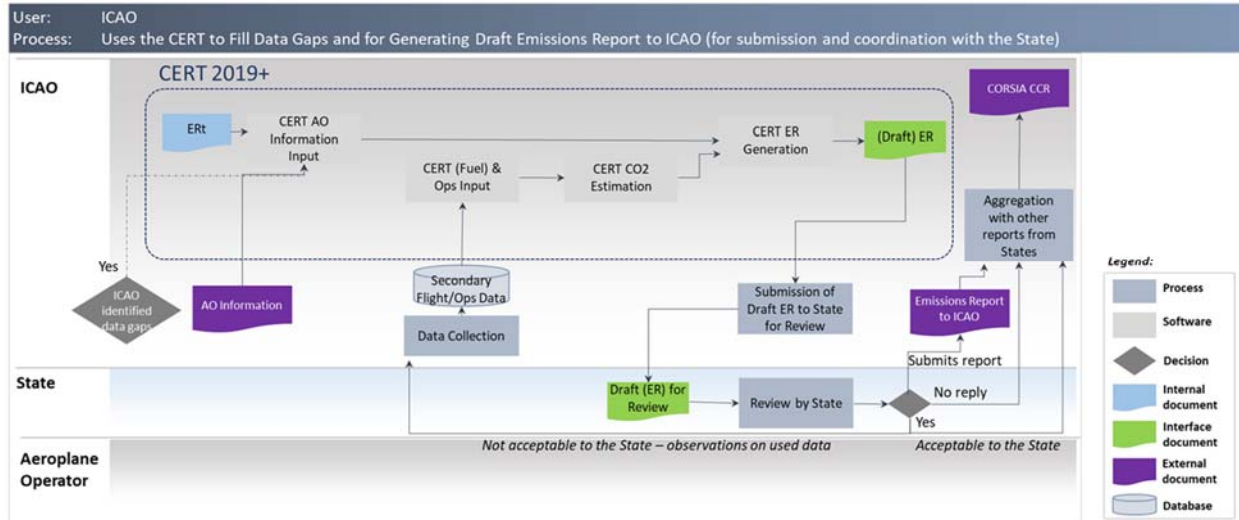 User: ICAO
Process: Uses the CERT to Fill Data Gaps and for Generating Draft Emissions Report to ICAO (for submission and coordination with the State)
CERT 2019+
ICAO
CORSIA CCR
ERt
CERT AO
Information
Input
CERT ER
Generation
(Draft) ER
CERT (Fuel) &
Ops Input
CERT CO2
Estimation
Aggregation
with other
reports from
States
Yes
ICAO
identified
data gaps
AO Information
Secondary
Flight/Ops Data
Data Collection
Submission of
Draft ER to State
for Review
Emissions Report
to ICAO
Submits report
State
Draft (ER) for
Review
Review by State
No reply
Yes
Not acceptable to the State – observations on used data
Acceptable to the State
Aeroplane
Operator
Legend:
Process
Software
Decision
Internal
document
Interface
document
External
document
Database